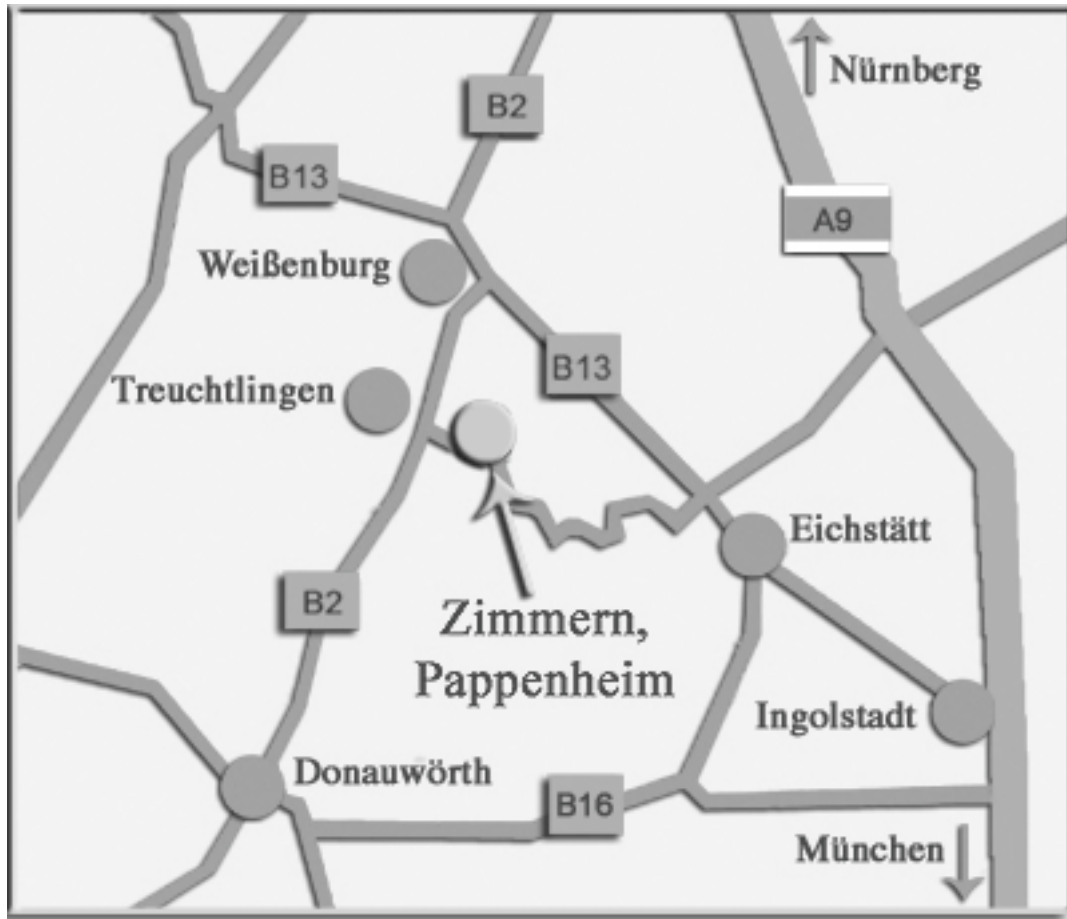 Nürnberg
B2
B13
A9
Weißenburg
B13
Treuchtlingen
Eichstätt
B2
Zimmern,
Pappenheim
Ingolstadt
Donauwörth
B16
München